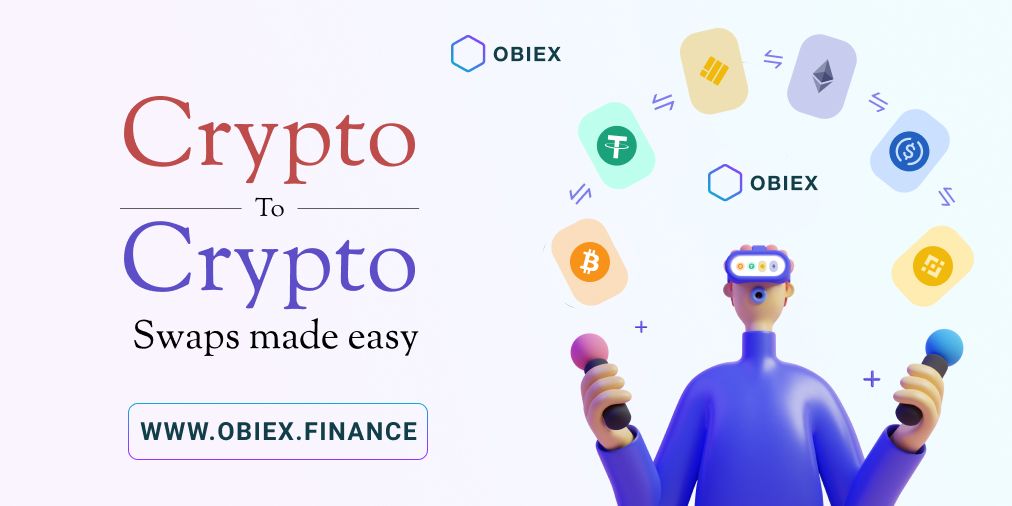 OBIEX
Crypto
To
Crypto
Swaps made easy
WWW.OBIEX.FINANCE
OBIEX